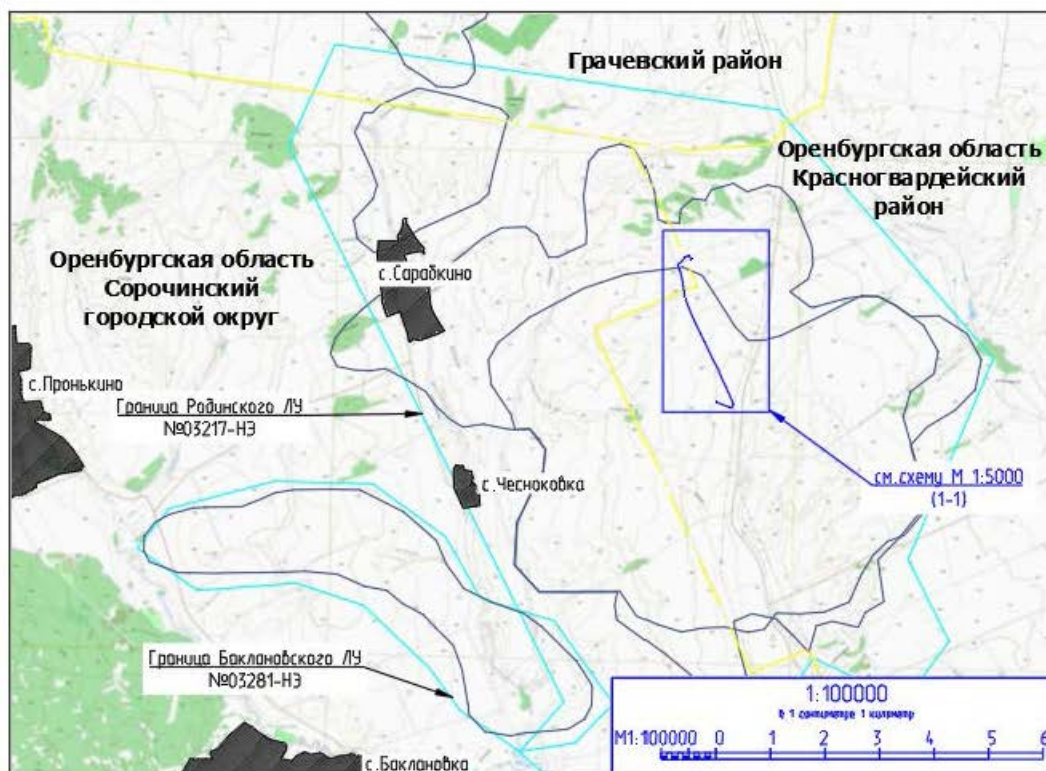 Грачевский район
Оренбургская область
Красногвардейский
район
Оренбургская область
Сорочинский
городской округ
с.Сарабкино
с.Пронькино
Граница Родинского ЛУ
№03217-НЭ
с.Чесноковка
см.схему М 1:5000
(1-1)
Граница Баклановского ЛУ
№03281-НЭ
с.Баклановка
1:100000
в 1 сантиметре 1 километр
М1:100000 0 1 2 3 4 5 6